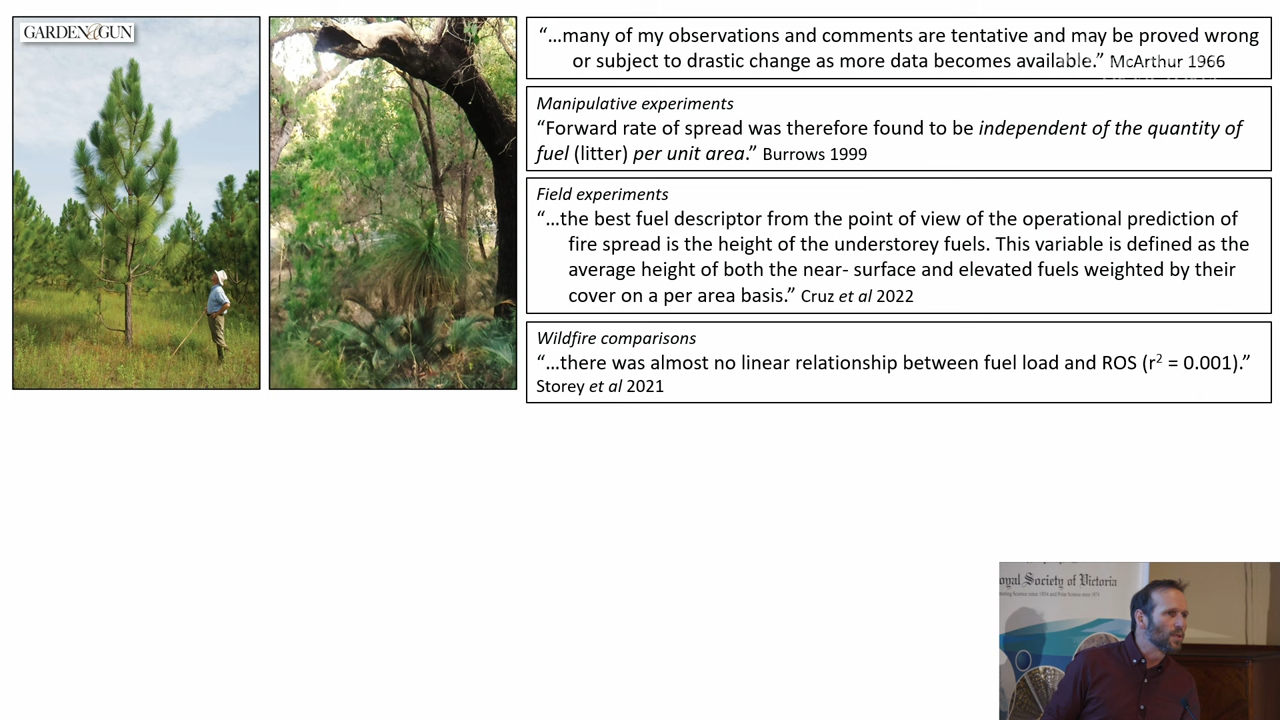 GARDEN&GUN
“…many of my observations and comments are tentative and may be proved wrong
or subject to drastic change as more data becomes available.” McArthur 1966
Manipulative experiments
“Forward rate of spread was therefore found to be independent of the quantity of
fuel (litter) per unit area.” Burrows 1999
Field experiments
“…the best fuel descriptor from the point of view of the operational prediction of
fire spread is the height of the understorey fuels. This variable is defined as the
average height of both the near- surface and elevated fuels weighted by their
cover on a per area basis.” Cruz et al 2022
Wildfire comparisons
“…there was almost no linear relationship between fuel load and ROS (r² = 0.001).”
Storey et al 2021
oyal Society of Victoria